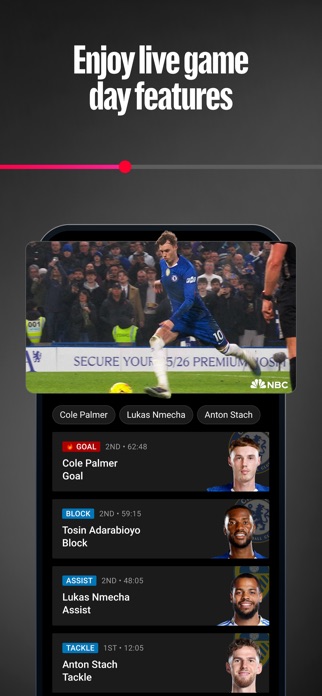 Enjoy live game
day features
10
SECURE YOUR 25/26 PREMIUM HOSPI
NBC
Cole Palmer
Lukas Nmecha
Anton Stach
GOAL 2ND • 62:48
Cole Palmer
Goal
BLOCK 2ND • 59:15
Tosin Adarabioyo
Block
ASSIST 2ND • 48:05
Lukas Nmecha
Assist
TACKLE 1ST • 12:05
Anton Stach
Tackle